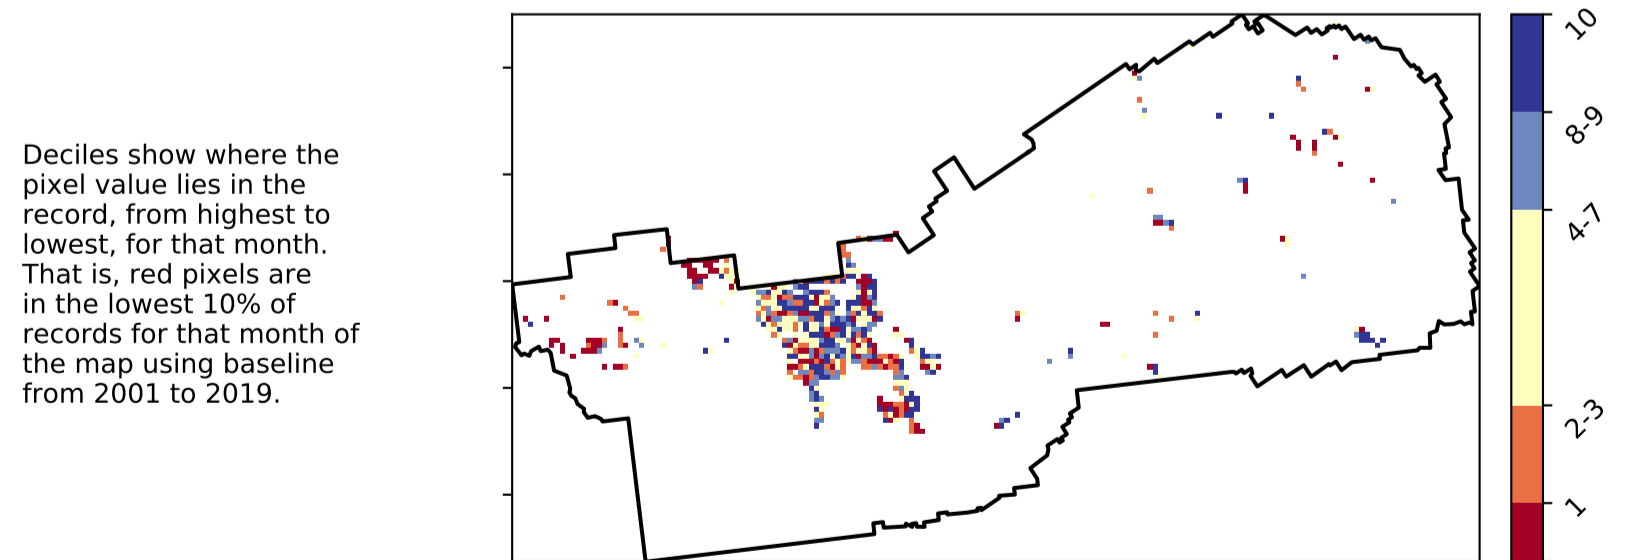 Deciles show where the
pixel value lies in the
record, from highest to
lowest, for that month.
That is, red pixels are
in the lowest 10% of
records for that month of
the map using baseline
from 2001 to 2019.
10
8-9
4-7
2-3
1